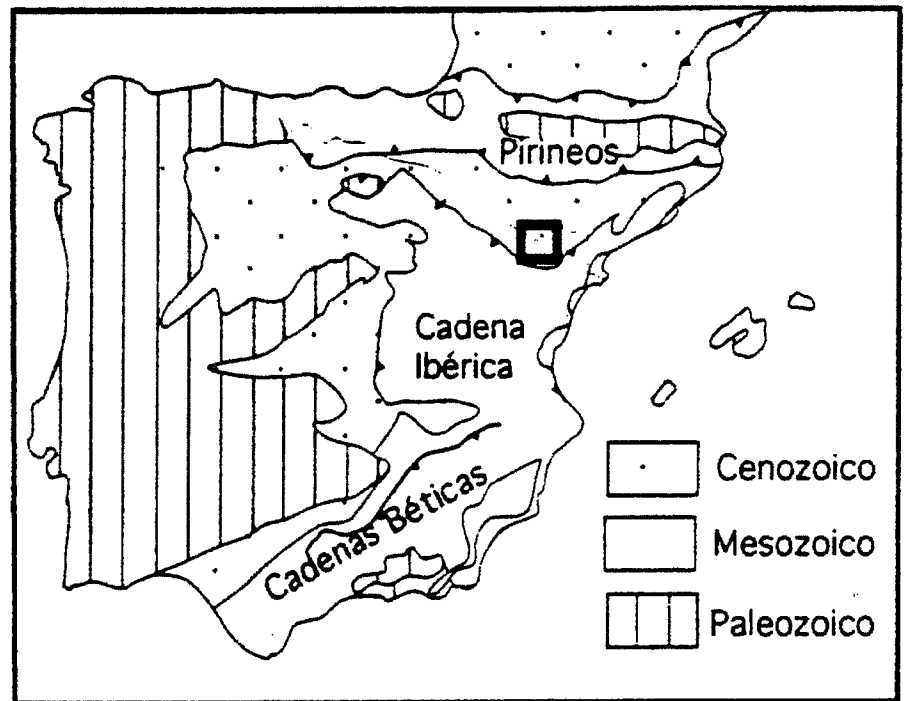 Pirineos
Cadena
Ibérica
Cadenas Béticas
Cenozoico
Mesozoico
Paleozoico